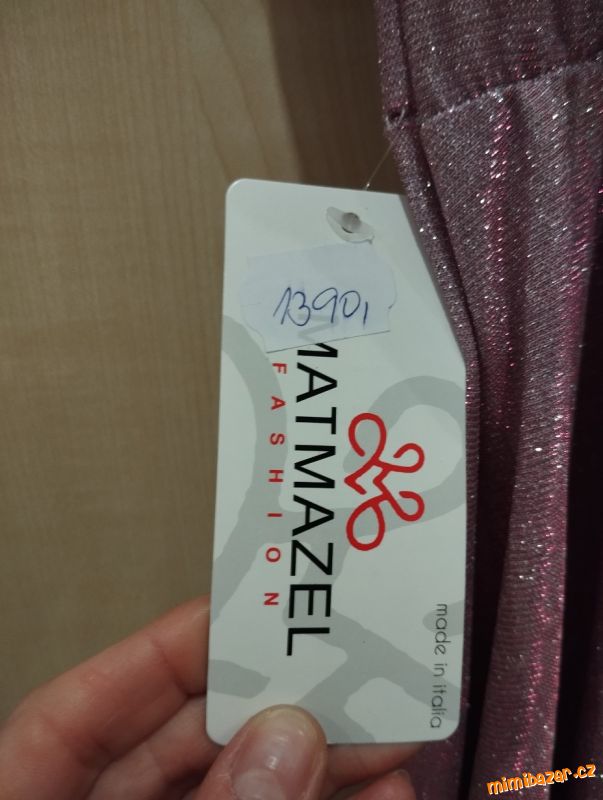 1390,
MATMAZEL
FASHION
made in italia
mimibazar.cz